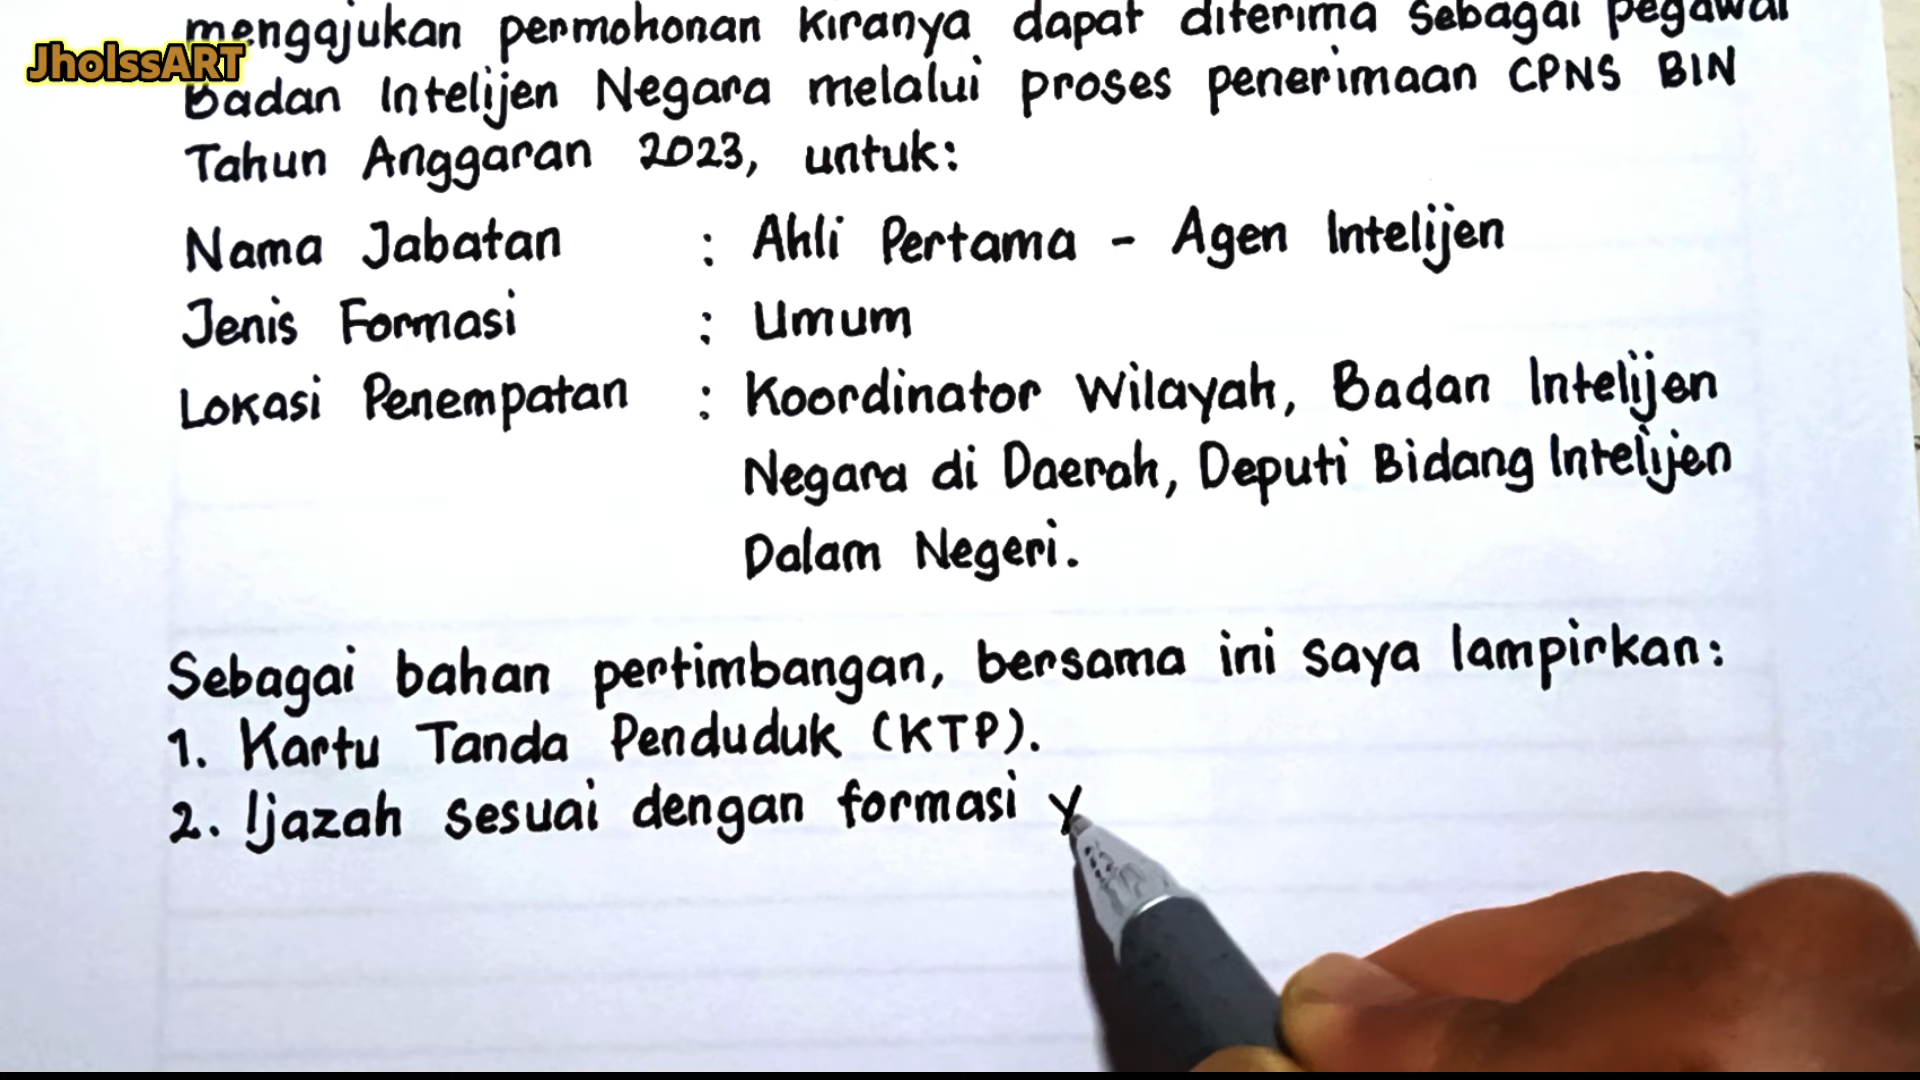 JholssART
mengajukan permohonan kiranya dapat diterima sebagai pegawai
Badan Intelijen Negara melalui proses penerimaan CPNS BIN
Tahun Anggaran 2023, untuk:
Nama Jabatan : Ahli Pertama - Agen Intelijen
Jenis Formasi : Umum
Lokasi Penempatan : Koordinator Wilayah, Badan Intelijen
Negara di Daerah, Deputi Bidang Intelijen
Dalam Negeri.
Sebagai bahan pertimbangan, bersama ini saya lampirkan:
1. Kartu Tanda Penduduk (KTP).
2. Ijazah sesuai dengan formasi y